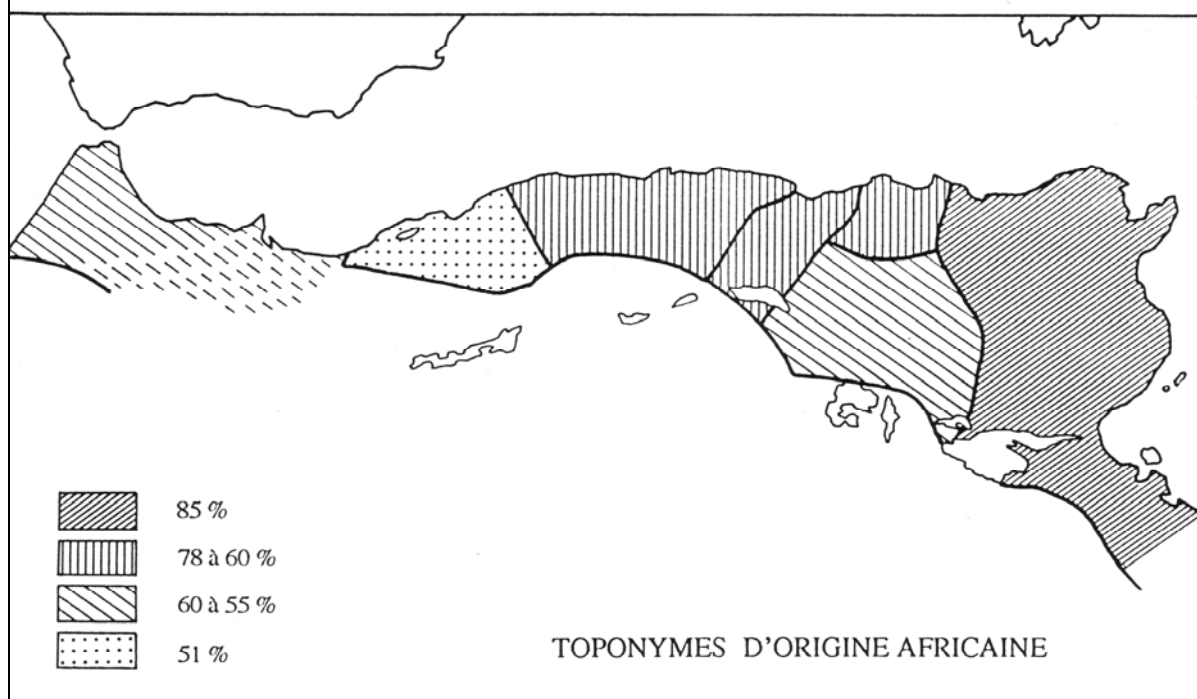 85 %
78 à 60 %
60 à 55 %
51 %
TOPONYMES D'ORIGINE AFRICAINE